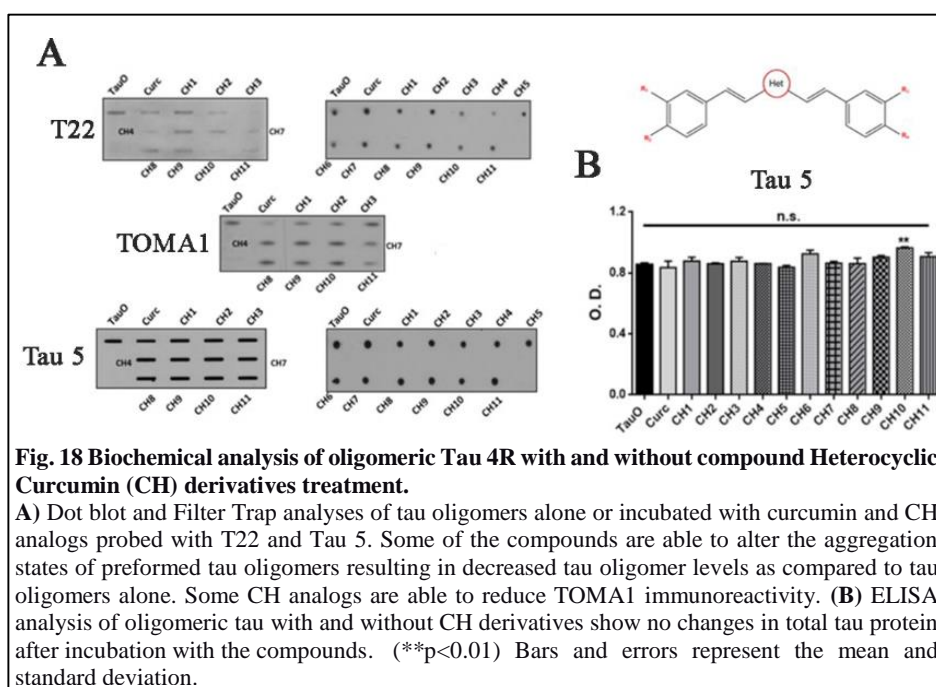 A
TauO Curc CH1 CH2 CH3
T22 CH4 CH7
CH8 CH9 CH10 CH11
TauO Curc CH1 CH2 CH3 CH4 CH5
CH6 CH7 CH8 CH9 CH10 CH11
TauO Curc CH1 CH2 CH3
TOMA1 CH4 CH7
CH8 CH9 CH10 CH11
TauO Curc CH1 CH2 CH3
Tau 5 CH4 CH7
CH8 CH9 CH10 CH11
TauO Curc CH1 CH2 CH3 CH4 CH5
CH6 CH7 CH8 CH9 CH10 CH11
Het
B
Tau 5
n.s.
**
1.2
0.8
0.4
0.0
O. D.
TauO Curc CH1 CH2 CH3 CH4 CH5 CH6 CH7 CH8 CH9 CH10 CH11
Fig. 18 Biochemical analysis of oligomeric Tau 4R with and without compound Heterocyclic
Curcumin (CH) derivatives treatment.
A) Dot blot and Filter Trap analyses of tau oligomers alone or incubated with curcumin and CH
analogs probed with T22 and Tau 5. Some of the compounds are able to alter the aggregation
states of preformed tau oligomers resulting in decreased tau oligomer levels as compared to tau
oligomers alone. Some CH analogs are able to reduce TOMA1 immunoreactivity. (B) ELISA
analysis of oligomeric tau with and without CH derivatives show no changes in total tau protein
after incubation with the compounds. (**p<0.01) Bars and errors represent the mean and
standard deviation.